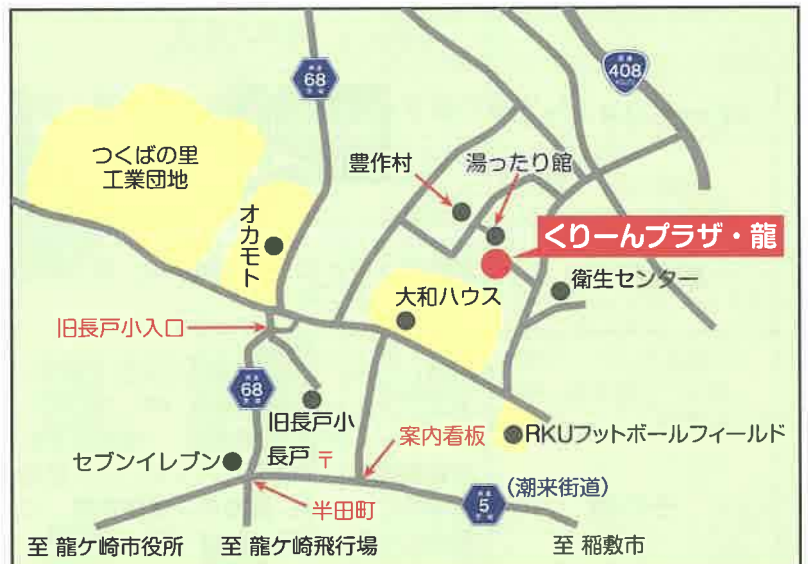 68
408
つくばの里
工業団地
豊作村
湯ったり館
オカモト
くりーんプラザ・龍
衛生センター
大和ハウス
旧長戸小入口
68
旧長戸小
長戸 〒
案内看板
RKUフットボールフィールド
セブンイレブン
半田町
5
(潮来街道)
至 龍ケ崎市役所
至 龍ケ崎飛行場
至 稲敷市